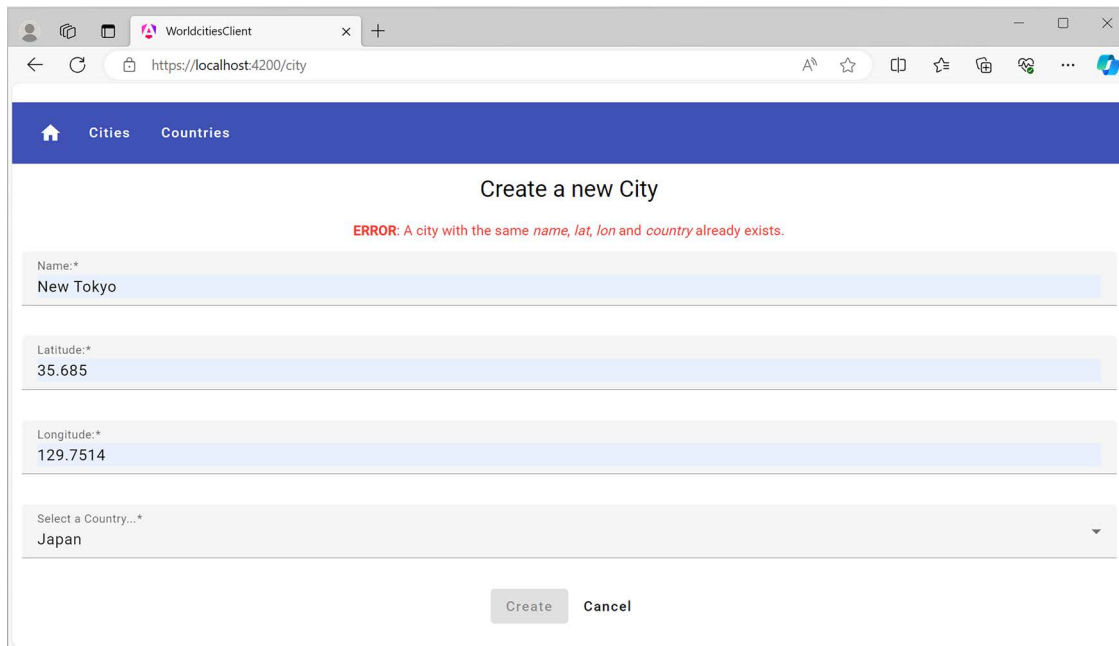 WorldcitiesClient
https://localhost:4200/city
Cities Countries
Create a new City
ERROR: A city with the same name, lat, lon and country already exists.
Name:*
New Tokyo
Latitude:*
35.685
Longitude:*
129.7514
Select a Country...*
Japan
Create Cancel